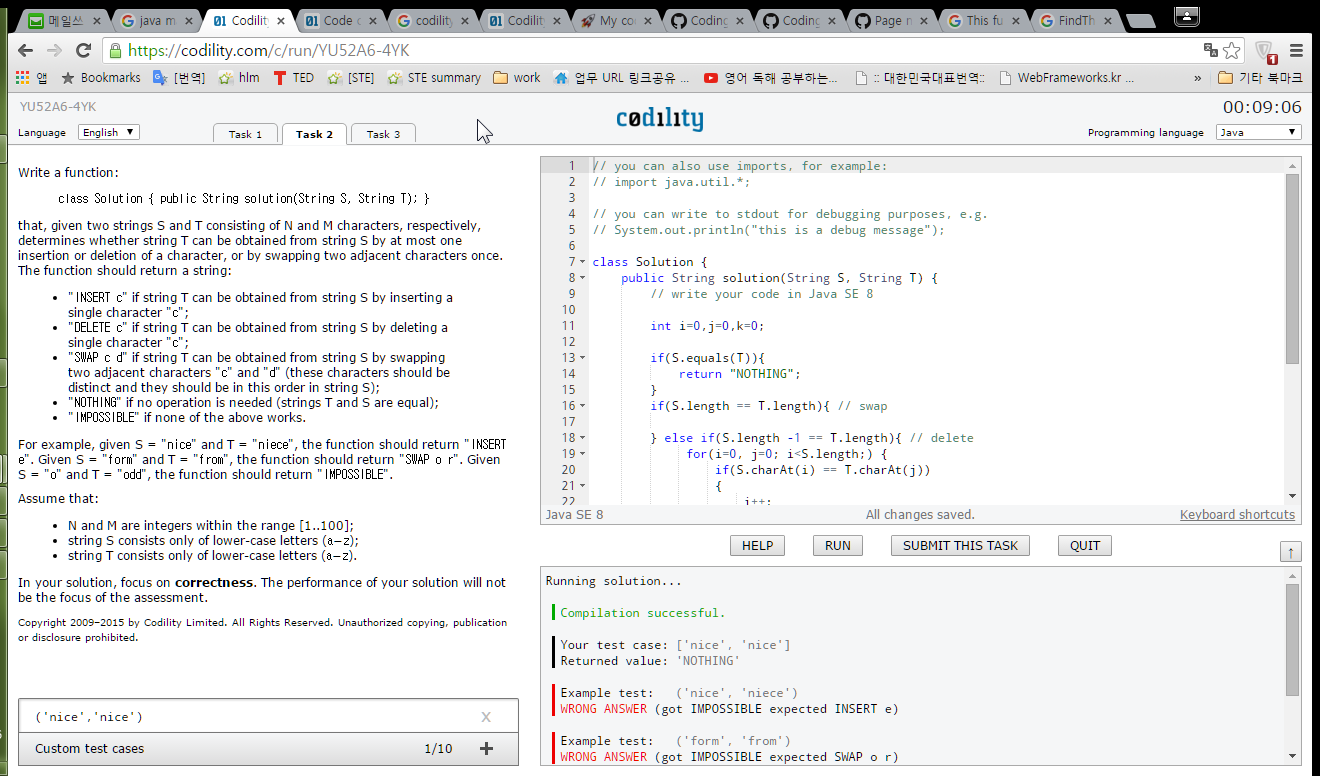 메일쓰
java m
Codility
Code c
codility
Codilit
My co
Coding
Coding
Page n
This fu
FindTh
https://codility.com/c/run/YU52A6-4YK
앱
Bookmarks
[번역]
hlm
TED
[STE]
STE summary
work
업무 URL 링크공유 ...
영어 독해 공부하는...
:: 대한민국대표번역::
WebFrameworks.kr ...
»
기타 북마크
YU52A6-4YK
00:09:06
codility
Language English
Task 1
Task 2
Task 3
Programming language Java
Write a function:
class Solution { public String solution(String S, String T); }
that, given two strings S and T consisting of N and M characters, respectively,
determines whether string T can be obtained from string S by at most one
insertion or deletion of a character, or by swapping two adjacent characters once.
The function should return a string:
• "INSERT c" if string T can be obtained from string S by inserting a
single character "c";
• "DELETE c" if string T can be obtained from string S by deleting a
single character "c";
• "SWAP c d" if string T can be obtained from string S by swapping
two adjacent characters "c" and "d" (these characters should be
distinct and they should be in this order in string S);
• "NOTHING" if no operation is needed (strings T and S are equal);
• "IMPOSSIBLE" if none of the above works.
For example, given S = "nice" and T = "niece", the function should return "INSERT
e". Given S = "form" and T = "from", the function should return "SWAP o r". Given
S = "o" and T = "odd", the function should return "IMPOSSIBLE".
Assume that:
• N and M are integers within the range [1..100];
• string S consists only of lower-case letters (a-z);
• string T consists only of lower-case letters (a-z).
In your solution, focus on correctness. The performance of your solution will not
be the focus of the assessment.
Copyright 2009–2015 by Codility Limited. All Rights Reserved. Unauthorized copying, publication
or disclosure prohibited.
('nice','nice') x
Custom test cases 1/10 +
1 // you can also use imports, for example:
2 // import java.util.*;
3
4 // you can write to stdout for debugging purposes, e.g.
5 // System.out.println("this is a debug message");
6
7 class Solution {
8 public String solution(String S, String T) {
9 // write your code in Java SE 8
10
11 int i=0,j=0,k=0;
12
13 if(S.equals(T)){
14 return "NOTHING";
15 }
16 if(S.length == T.length){ // swap
17
18 } else if(S.length -1 == T.length){ // delete
19 for(i=0, j=0; i<S.length;) {
20 if(S.charAt(i) == T.charAt(j))
21 {
22 i++;
Java SE 8
All changes saved.
Keyboard shortcuts
HELP
RUN
SUBMIT THIS TASK
QUIT
↑
Running solution...
Compilation successful.
Your test case: ['nice', 'nice']
Returned value: 'NOTHING'
Example test: ('nice', 'niece')
WRONG ANSWER (got IMPOSSIBLE expected INSERT e)
Example test: ('form', 'from')
WRONG ANSWER (got IMPOSSIBLE expected SWAP o r)